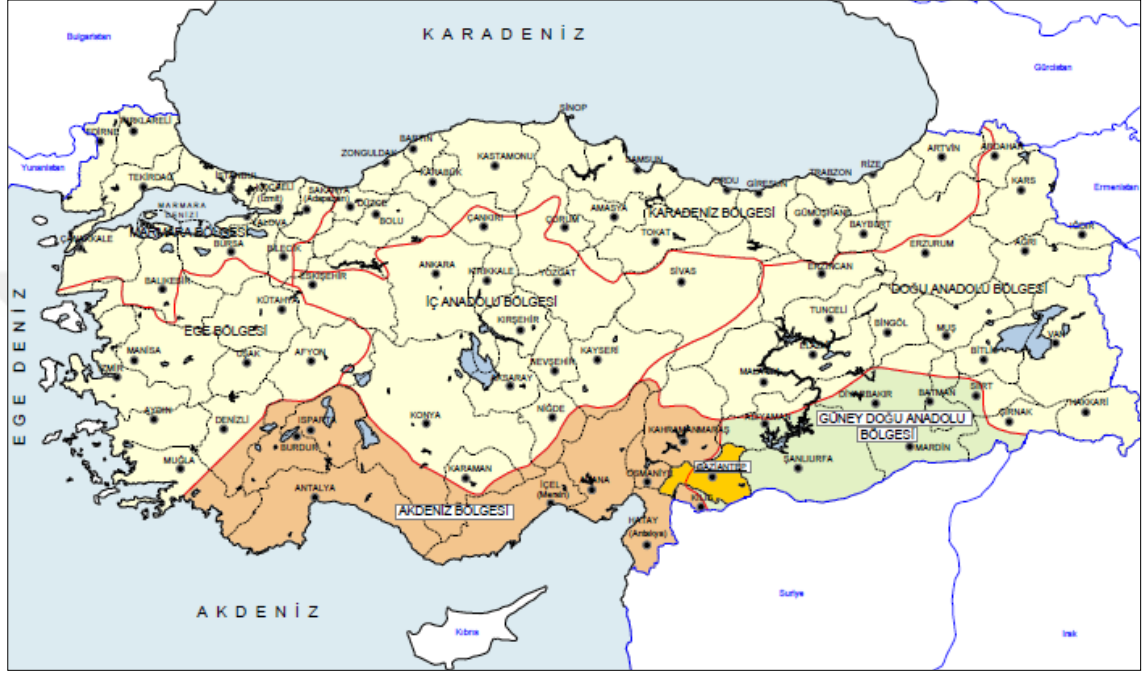 Bulgaristan
KARADENİZ
Gürcistan
SİNOP
KIRKLARELİ
EDİRNE
BARTIN
ZONGULDAK
KASTAMONU
SAMSUN
ARTVİN
ARDAHAN
Yunanistan
TEKİRDAĞ
İSTANBUL
KOCAELİ
(İzmit)
SAKARYA
(Adapazarı)
DÜZCE
KARABÜK
ORDU
GİRESUN
TRABZON
RİZE
KARS
Ermenistan
MARMARA
DENİZİ
YALOVA
BOLU
ÇANKIRI
ÇORUM
AMASYA
KARADENİZ BÖLGESİ
GÜMÜŞHANE
BAYBURT
IĞDIR
ÇANAKKALE
MARMARA BÖLGESİ
BURSA
BİLECİK
TOKAT
ERZURUM
AĞRI
BALIKESİR
ESKİŞEHİR
ANKARA
KIRIKKALE
YOZGAT
SİVAS
ERZİNCAN
KÜTAHYA
İÇ ANADOLU BÖLGESİ
DOĞU ANADOLU BÖLGESİ
EGE BÖLGESİ
KIRŞEHİR
TUNCELİ
BİNGÖL
MUŞ
VAN
MANİSA
UŞAK
AFYON
NEVŞEHİR
KAYSERİ
BİTLİS
İZMİR
AKSARAY
MALATYA
EGE DENİZ
AYDIN
DENİZLİ
ISPARTA
KONYA
NİĞDE
ADIYAMAN
DİYARBAKIR
BATMAN
SİİRT
ŞIRNAK
HAKKARİ
BURDUR
KAHRAMANMARAŞ
GÜNEY DOĞU ANADOLU
BÖLGESİ
MARDİN
MUĞLA
KARAMAN
OSMANİYE
GAZİANTEP
ŞANLIURFA
ANTALYA
İÇEL
(Mersin)
ADANA
KİLİS
AKDENİZ BÖLGESİ
HATAY
(Antakya)
AKDENİZ
Kıbrıs
Suriye
Irak